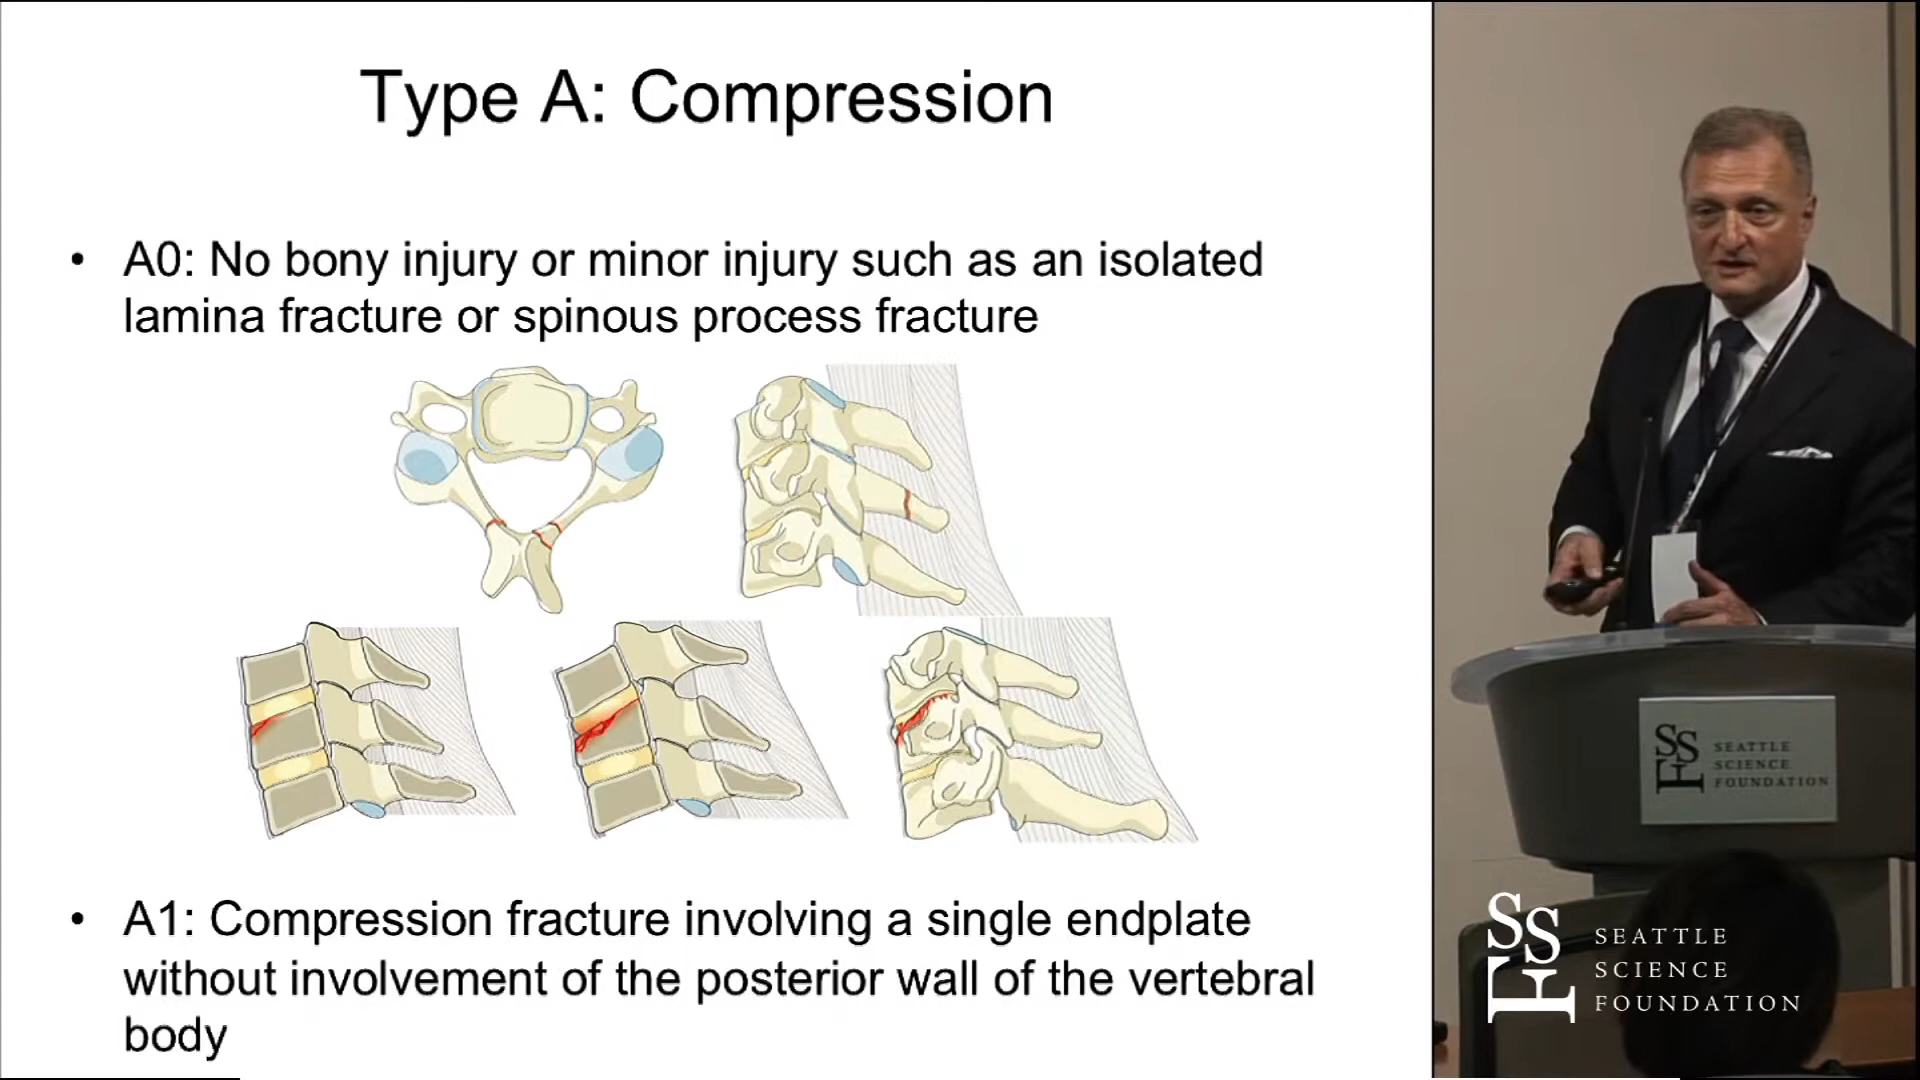 Type A: Compression
• A0: No bony injury or minor injury such as an isolated
lamina fracture or spinous process fracture
• A1: Compression fracture involving a single endplate
without involvement of the posterior wall of the vertebral
body
SSF
SEATTLE
SCIENCE
FOUNDATION
SSF
SEATTLE
SCIENCE
FOUNDATION